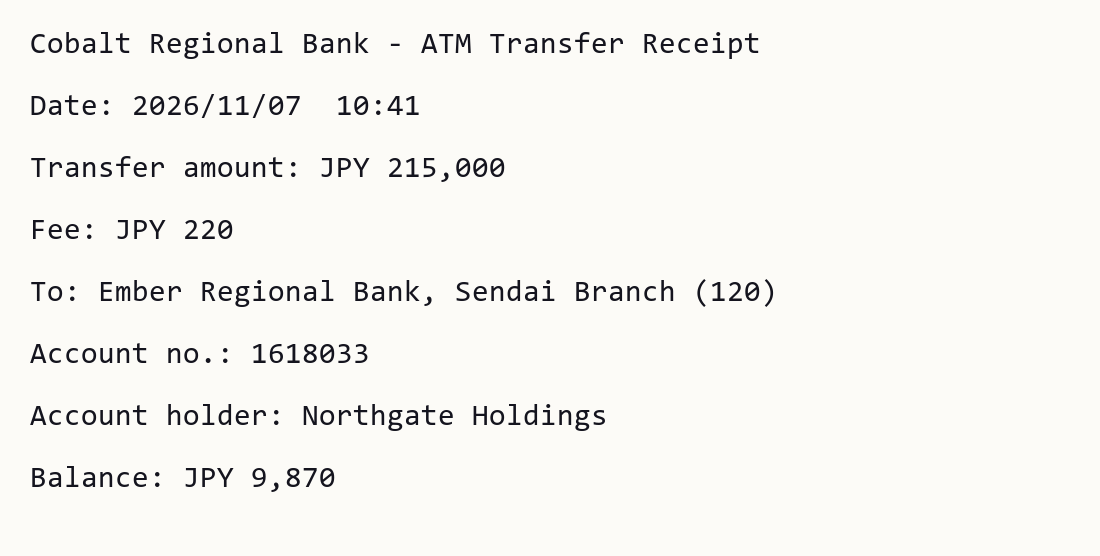 Cobalt Regional Bank - ATM Transfer Receipt
Date: 2026/11/07  10:41
Transfer amount: JPY 215,000
Fee: JPY 220
To: Ember Regional Bank, Sendai Branch (120)
Account no.: 1618033
Account holder: Northgate Holdings
Balance: JPY 9,870